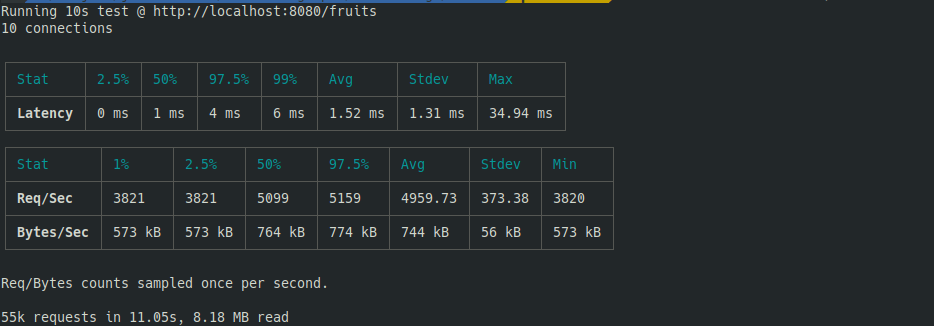 Running 10s test @ http://localhost:8080/fruits
10 connections
Stat 2.5% 50% 97.5% 99% Avg Stdev Max
Latency 0 ms 1 ms 4 ms 6 ms 1.52 ms 1.31 ms 34.94 ms
Stat 1% 2.5% 50% 97.5% Avg Stdev Min
Req/Sec 3821 3821 5099 5159 4959.73 373.38 3820
Bytes/Sec 573 kB 573 kB 764 kB 774 kB 744 kB 56 kB 573 kB
Req/Bytes counts sampled once per second.
55k requests in 11.05s, 8.18 MB read